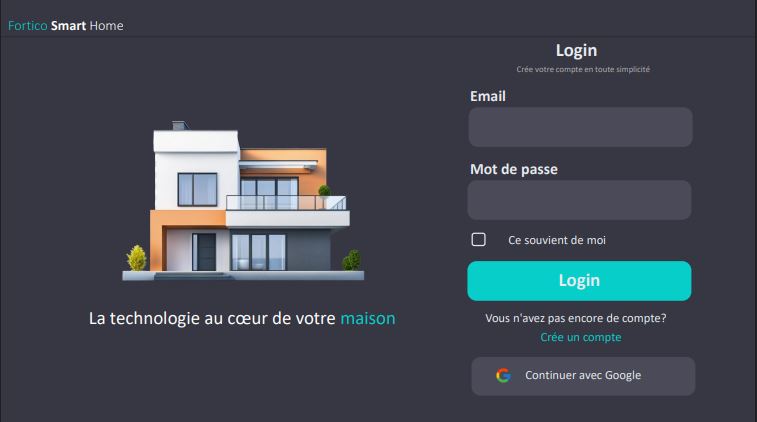 Fortico Smart Home
Login
Crée votre compte en toute simplicité
Email
Mot de passe
Ce souvient de moi
Login
Vous n'avez pas encore de compte?
Crée un compte
Continuer avec Google
La technologie au cœur de votre maison